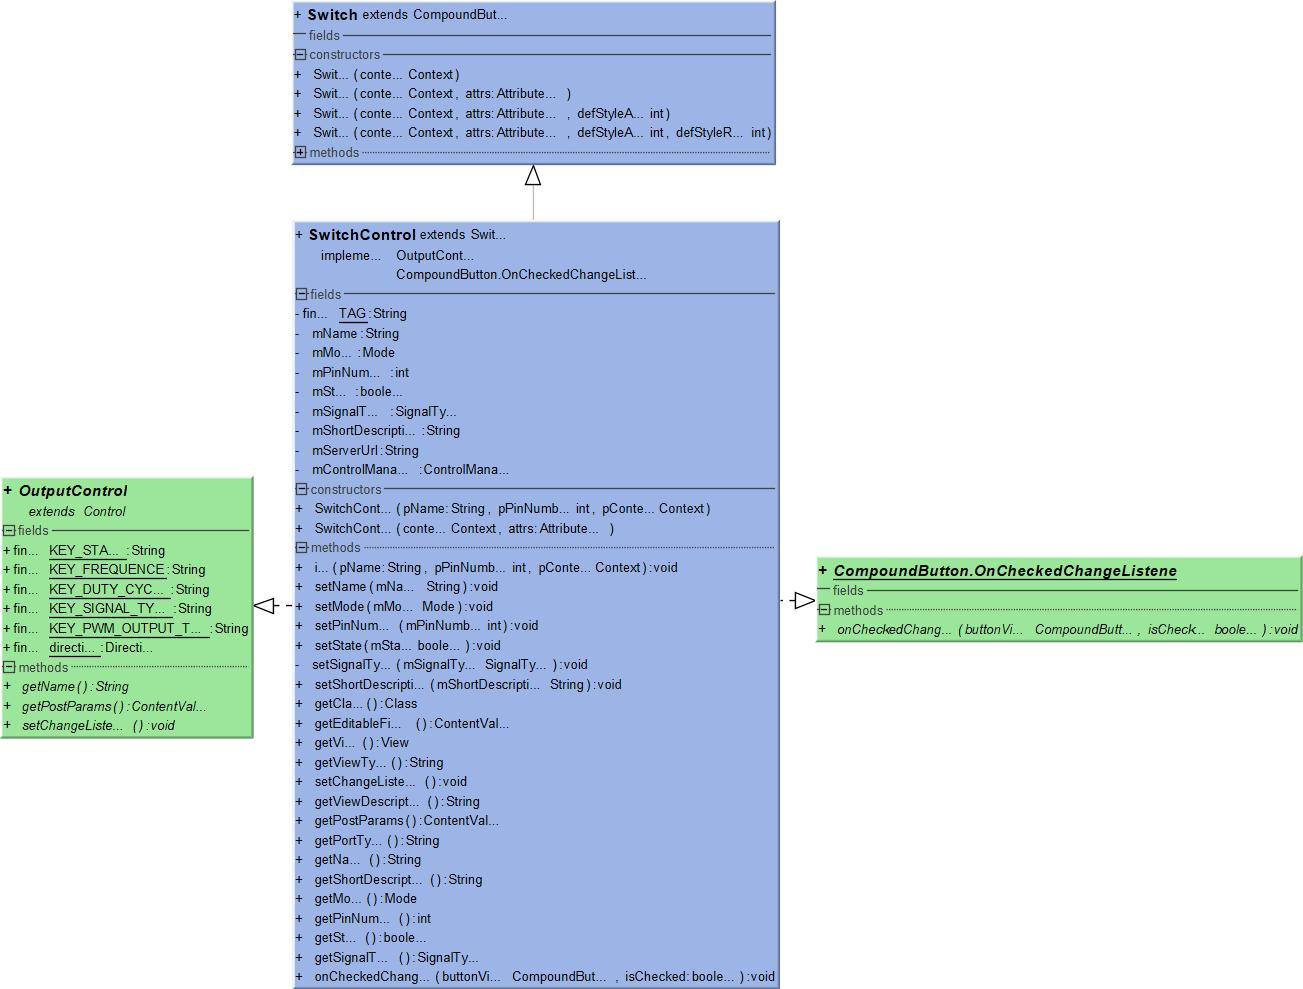 + Switch extends CompoundBut...
fields
constructors
+ Swit... (conte... Context)
+ Swit... (conte... Context, attrs:Attribute... )
+ Swit... (conte... Context, attrs:Attribute... , defStyleA... int)
+ Swit... (conte... Context, attrs:Attribute... , defStyleA... int, defStyleR... int)
methods
+ SwitchControl extends Swit...
impleme... OutputCont...
CompoundButton.OnCheckedChangeList...
fields
- fin... TAG:String
- mName:String
- mMo... :Mode
- mPinNum... :int
- mSt... :boole...
- mSignalT... :SignalTy...
- mShortDescripti... :String
- mServerUrl:String
- mControlMana... :ControlMana...
constructors
+ SwitchCont... (pName:String, pPinNumb... int, pConte... Context)
+ SwitchCont... (conte... Context, attrs:Attribute... )
methods
+ i... (pName:String, pPinNumb... int, pConte... Context):void
+ setName(mNa... String):void
+ setMode(mMo... Mode):void
+ setPinNum... (mPinNumb... int):void
+ setState(mSta... boole... ):void
- setSignalTy... (mSignalTy... SignalTy... ):void
+ setShortDescripti... (mShortDescripti... String):void
+ getCla... ():Class
+ getEditableFi... ():ContentVal...
+ getVi... ():View
+ getViewTy... ():String
+ setChangeListe... ():void
+ getViewDescript... ():String
+ getPostParams():ContentVal...
+ getPortTy... ():String
+ getNa... ():String
+ getShortDescript... ():String
+ getMo... ():Mode
+ getPinNum... ():int
+ getSt... ():boole...
+ getSignalT... ():SignalTy...
+ onCheckedChang... (buttonVi... CompoundBut... , isChecked:boole... ):void
+ OutputControl
extends Control
fields
+ fin... KEY_STA... :String
+ fin... KEY_FREQUENCE:String
+ fin... KEY_DUTY_CYC... :String
+ fin... KEY_SIGNAL_TY... :String
+ fin... KEY_PWM_OUTPUT_T... :String
+ fin... directi... :Directi...
methods
+ getName():String
+ getPostParams():ContentVal...
+ setChangeListe... ():void
+ CompoundButton.OnCheckedChangeListene
fields
methods
+ onCheckedChang... (buttonVi... CompoundButt... , isCheck... boole... ):void